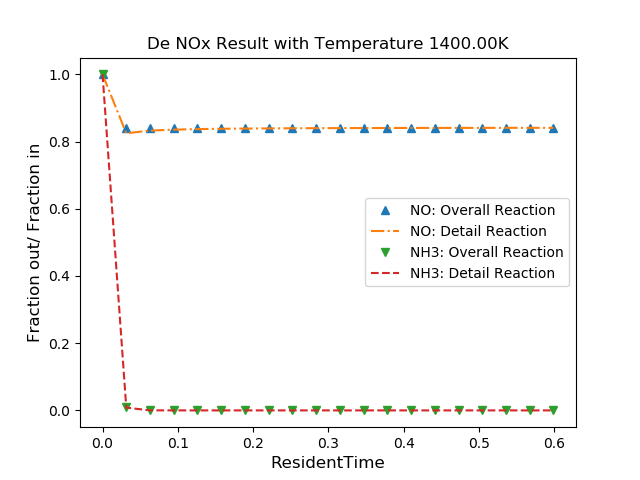 De NOx Result with Temperature 1400.00K
1.0
0.8
0.6
0.4
0.2
0.0
Fraction out/ Fraction in
NO: Overall Reaction
NO: Detail Reaction
NH3: Overall Reaction
NH3: Detail Reaction
0.0 0.1 0.2 0.3 0.4 0.5 0.6
ResidentTime